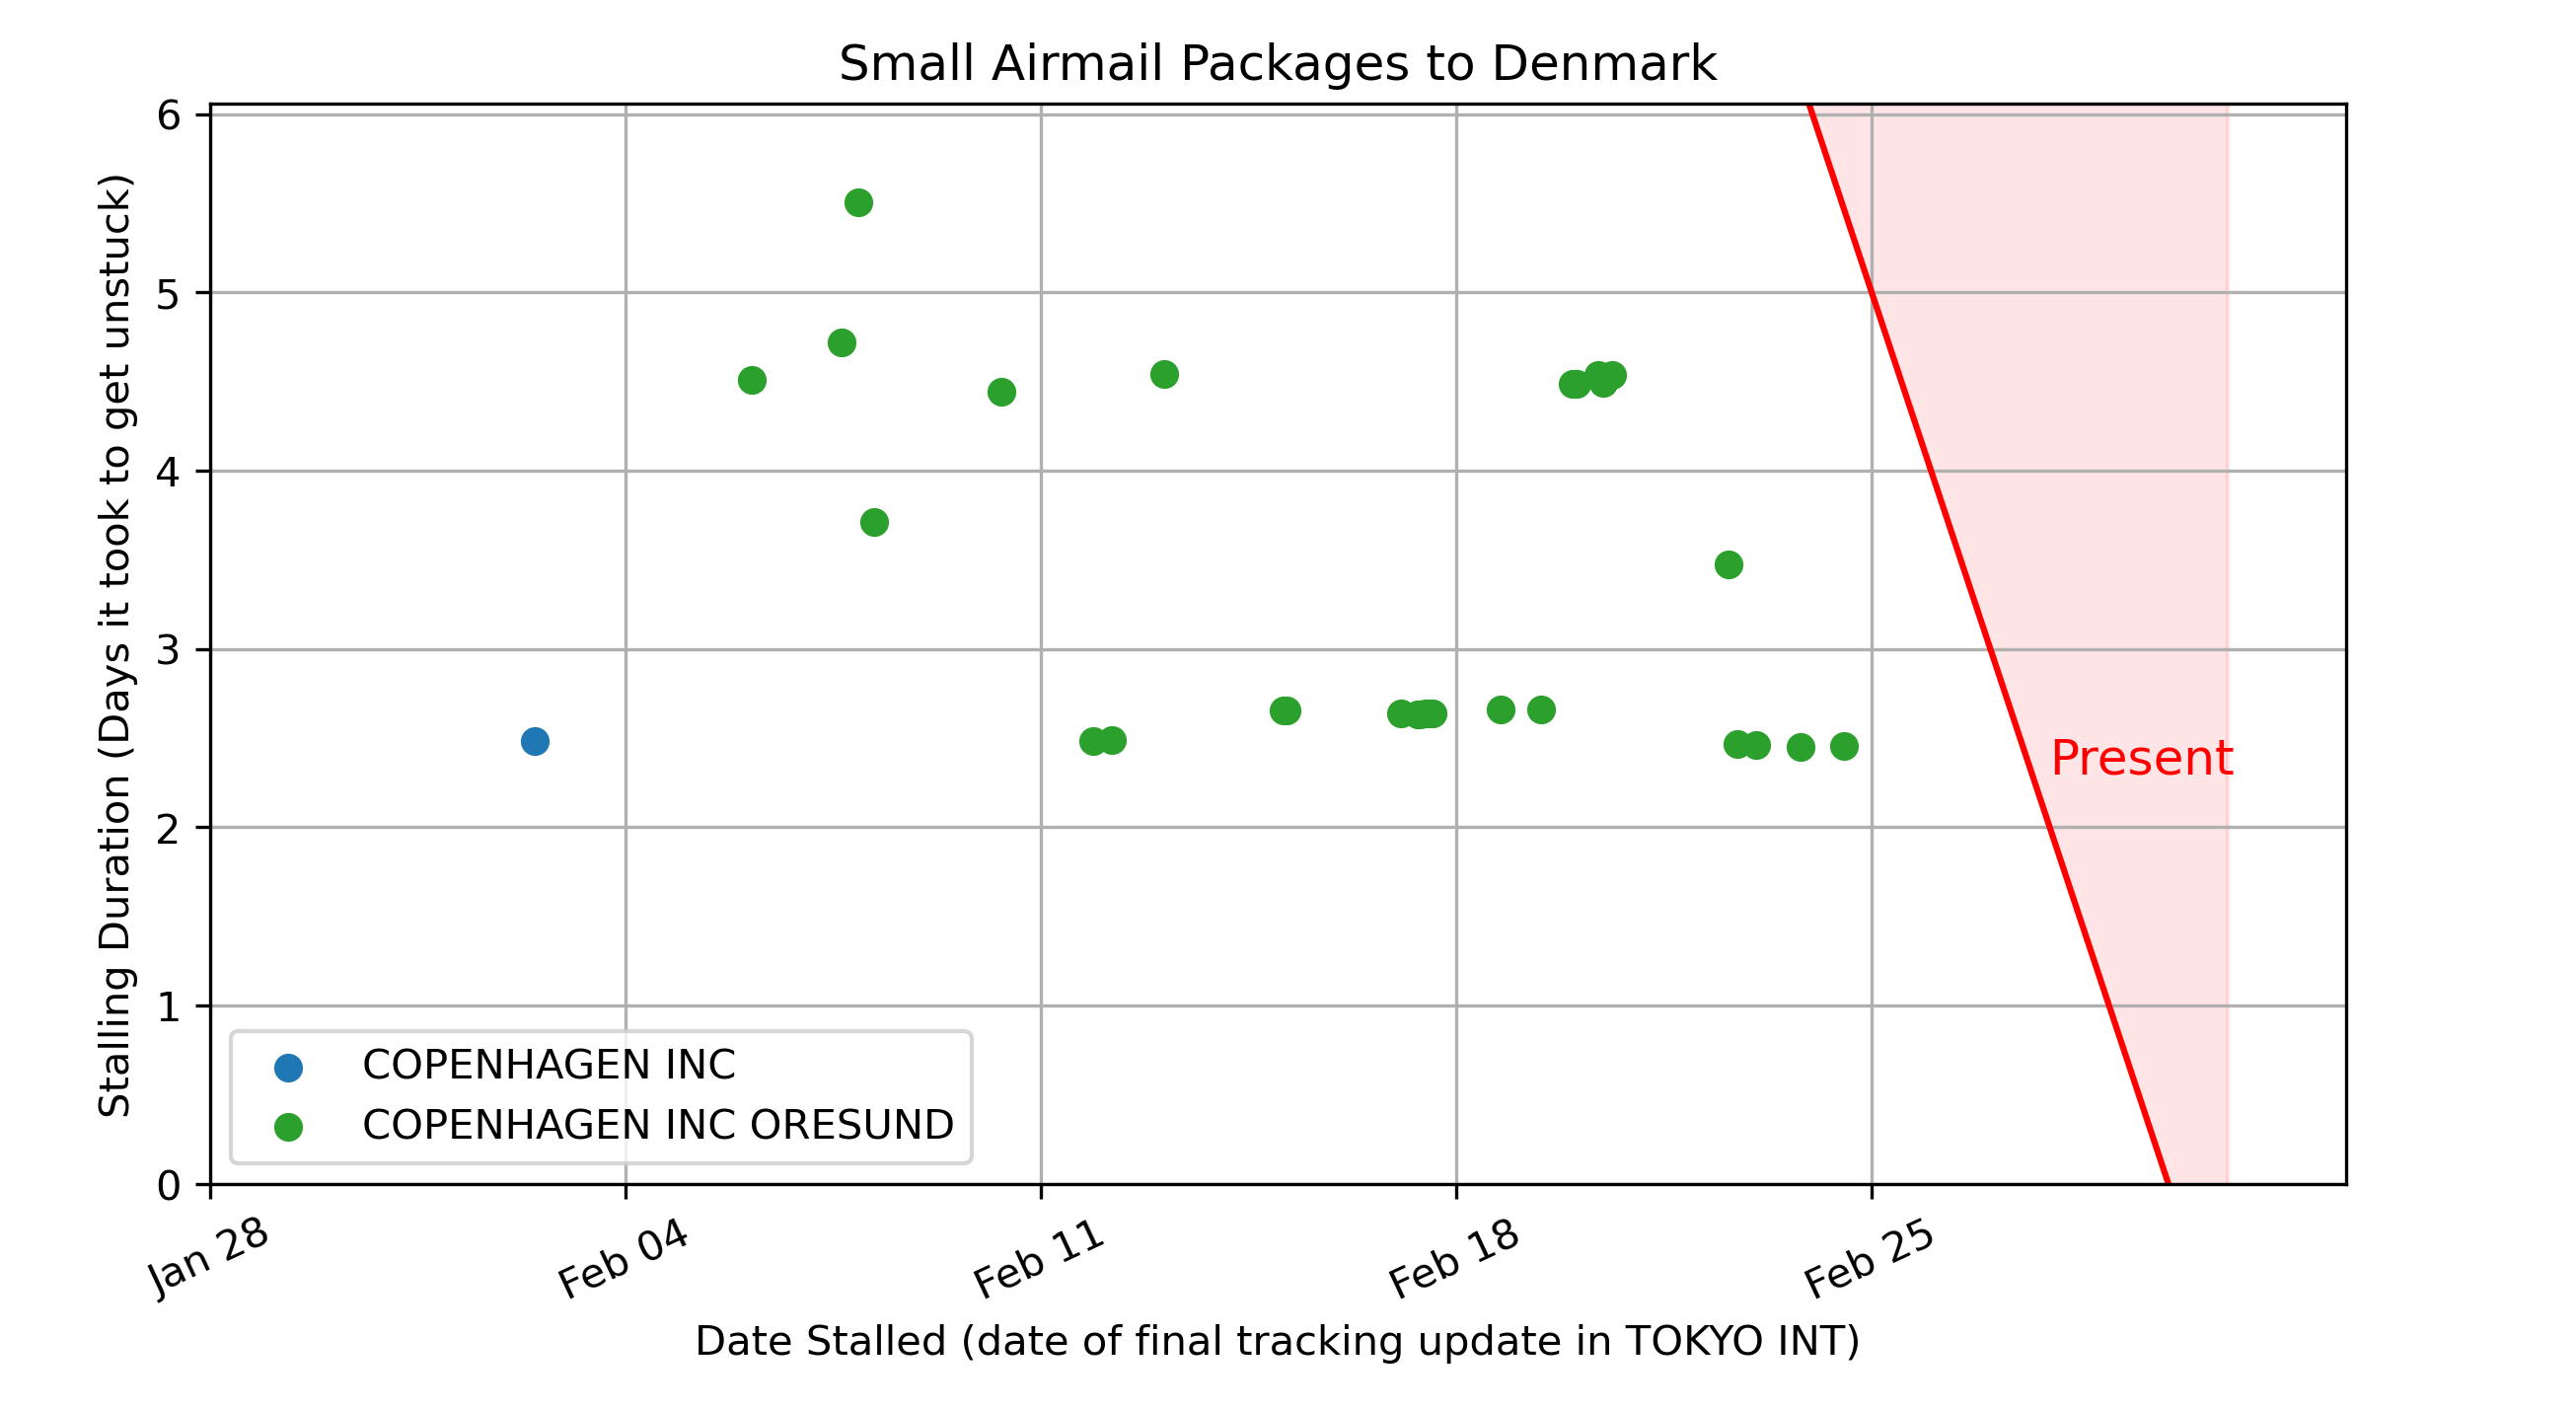 Small Airmail Packages to Denmark
Stalling Duration (Days it took to get unstuck)
6
5
4
3
2
1
0
Present
COPENHAGEN INC
COPENHAGEN INC ORESUND
Jan 28
Feb 04
Feb 11
Feb 18
Feb 25
Date Stalled (date of final tracking update in TOKYO INT)